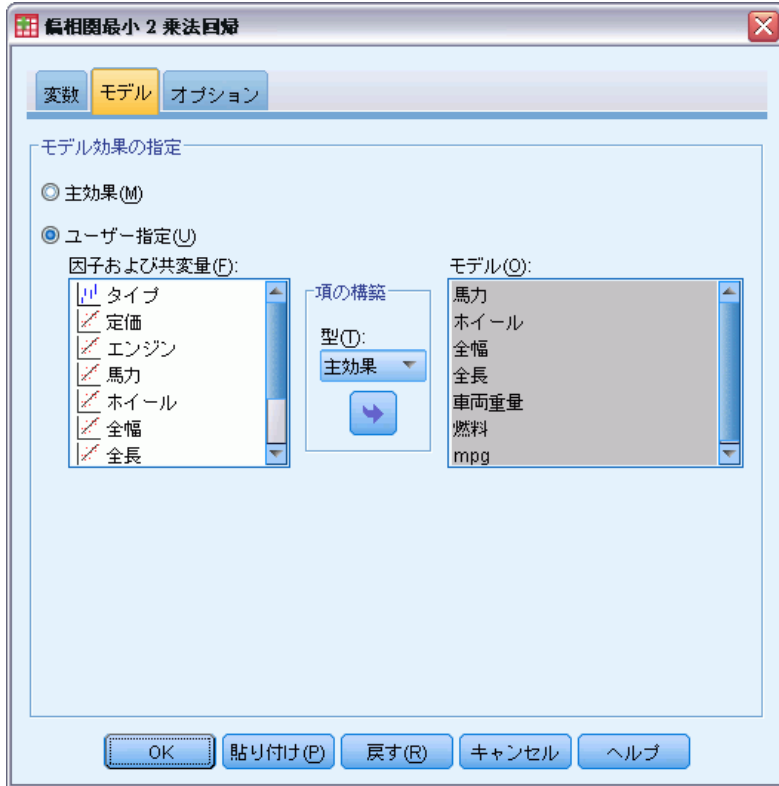 偏相関最小 2 乗法回帰
変数 モデル オプション
モデル効果の指定
主効果(M)
ユーザー指定(U)
因子および共変量(F):
タイプ
定価
エンジン
馬力
ホイール
全幅
全長
項の構築
型(T):
主効果
モデル(O):
馬力
ホイール
全幅
全長
車両重量
燃料
mpg
OK 貼り付け(P) 戻す(R) キャンセル ヘルプ